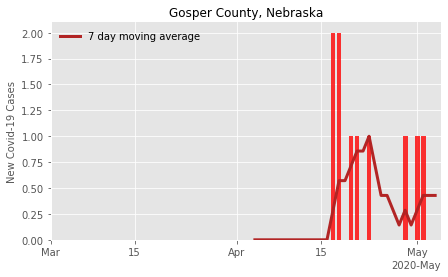 Gosper County, Nebraska
7 day moving average
New Covid-19 Cases
2.00
1.75
1.50
1.25
1.00
0.75
0.50
0.25
0.00
Mar
15
Apr
15
May
2020-May